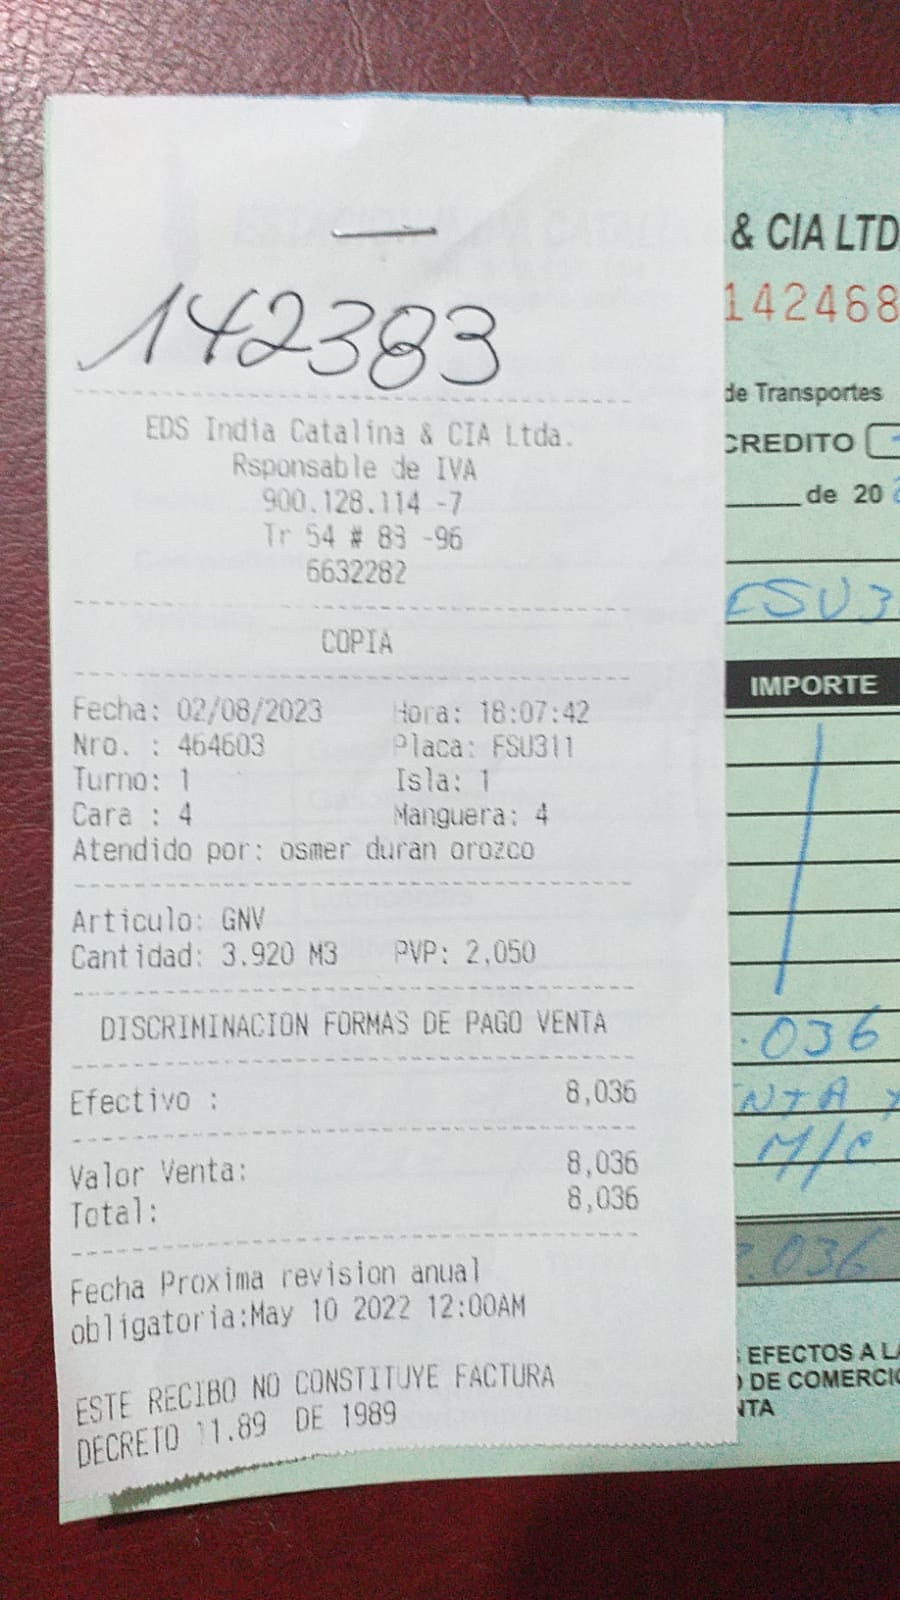 142383
EDS India Catalina & CIA Ltda.
Rsponsable de IVA
900.128.114 -7
Tr 54 # 83 -96
6632282
COPIA
Fecha: 02/08/2023 Hora: 18:07:42
Nro. : 464603 Placa: FSU311
Turno: 1 Isla: 1
Cara : 4 Manguera: 4
Atendido por: osmer duran orozco
Articulo: GNV
Cantidad: 3.920 M3 PVP: 2,050
DISCRIMINACION FORMAS DE PAGO VENTA
Efectivo : 8,036
Valor Venta: 8,036
Total: 8,036
Fecha Proxima revision anual
obligatoria:May 10 2022 12:00AM
ESTE RECIBO NO CONSTITUYE FACTURA
DECRETO 11.89 DE 1989
& CIA LTD
142468
de Transportes
CREDITO
de 20
SU3
IMPORTE
.036
NTA
M/C
.036
EFECTOS A LA
DE COMERCIO
NTA